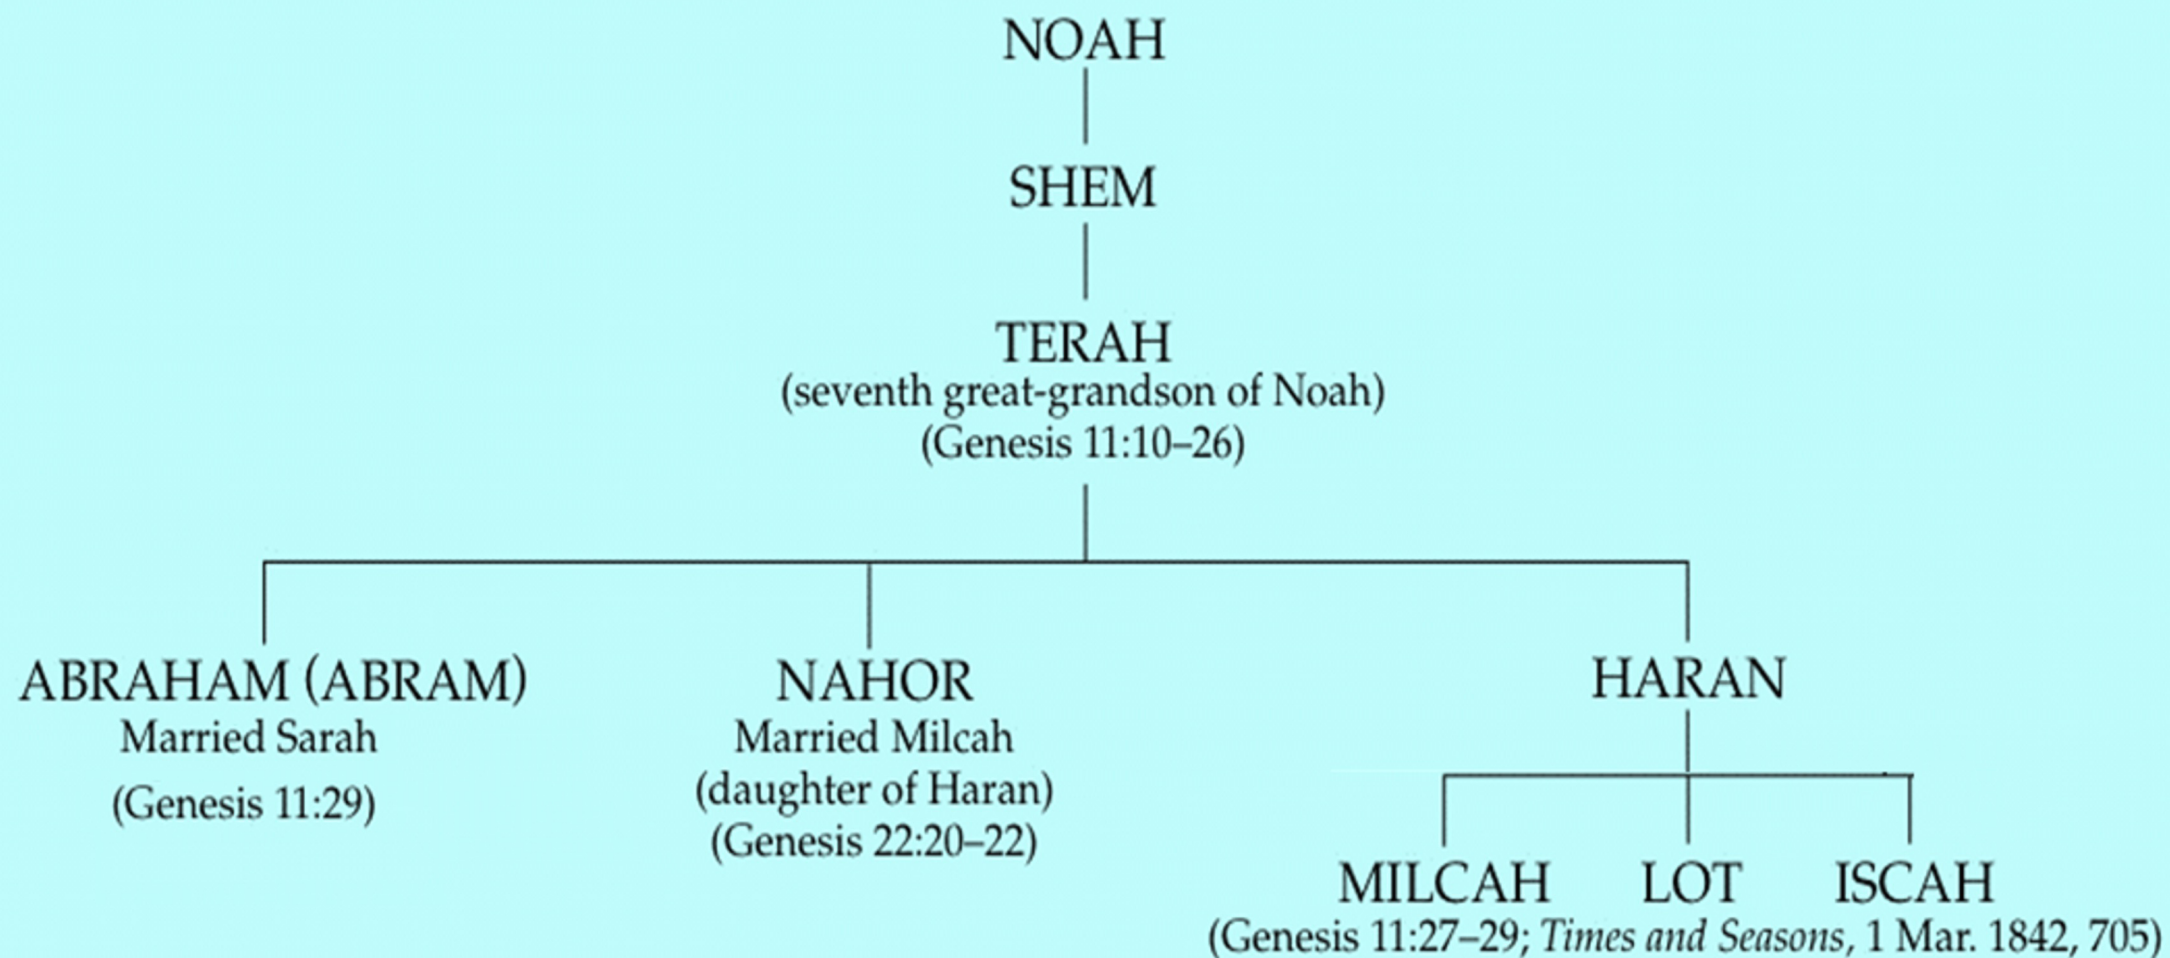 NOAH
SHEM
TERAH
(seventh great-grandson of Noah)
(Genesis 11:10–26)
ABRAHAM (ABRAM)
Married Sarah
(Genesis 11:29)
NAHOR
Married Milcah
(daughter of Haran)
(Genesis 22:20–22)
HARAN
MILCAH LOT ISCAH
(Genesis 11:27–29; Times and Seasons, 1 Mar. 1842, 705)